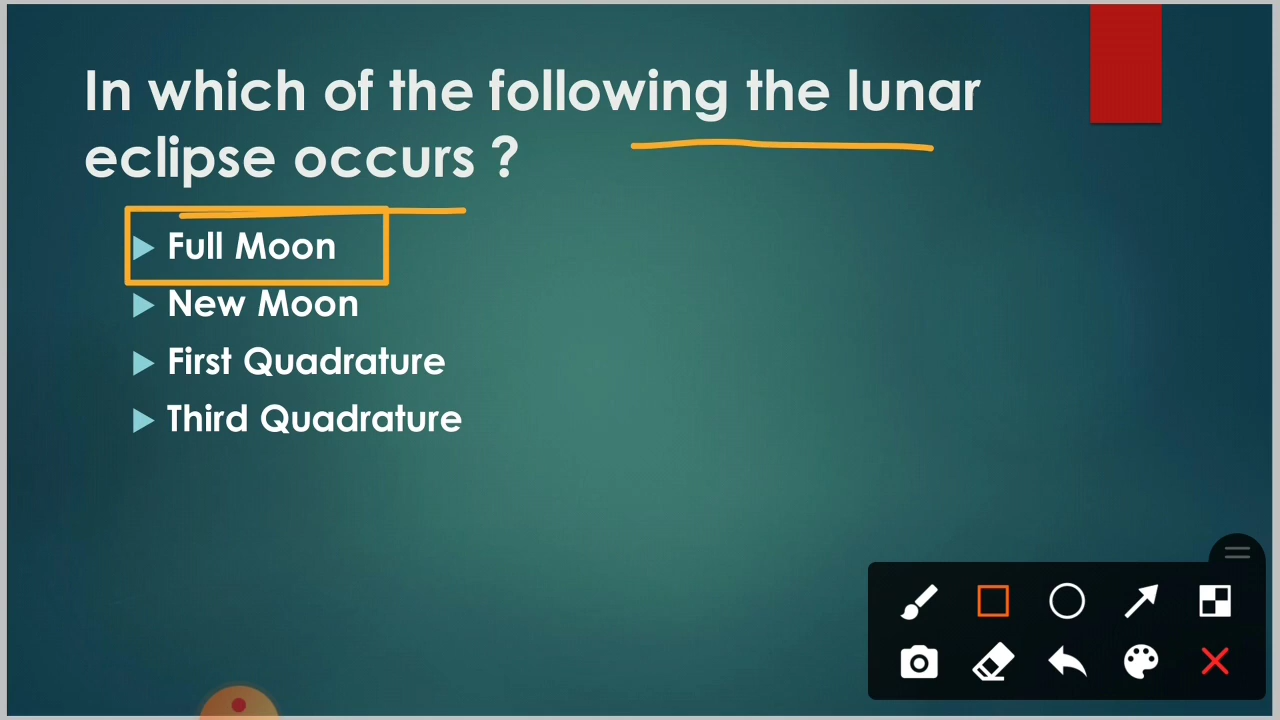 In which of the following the lunar
eclipse occurs ?
Full Moon
New Moon
First Quadrature
Third Quadrature